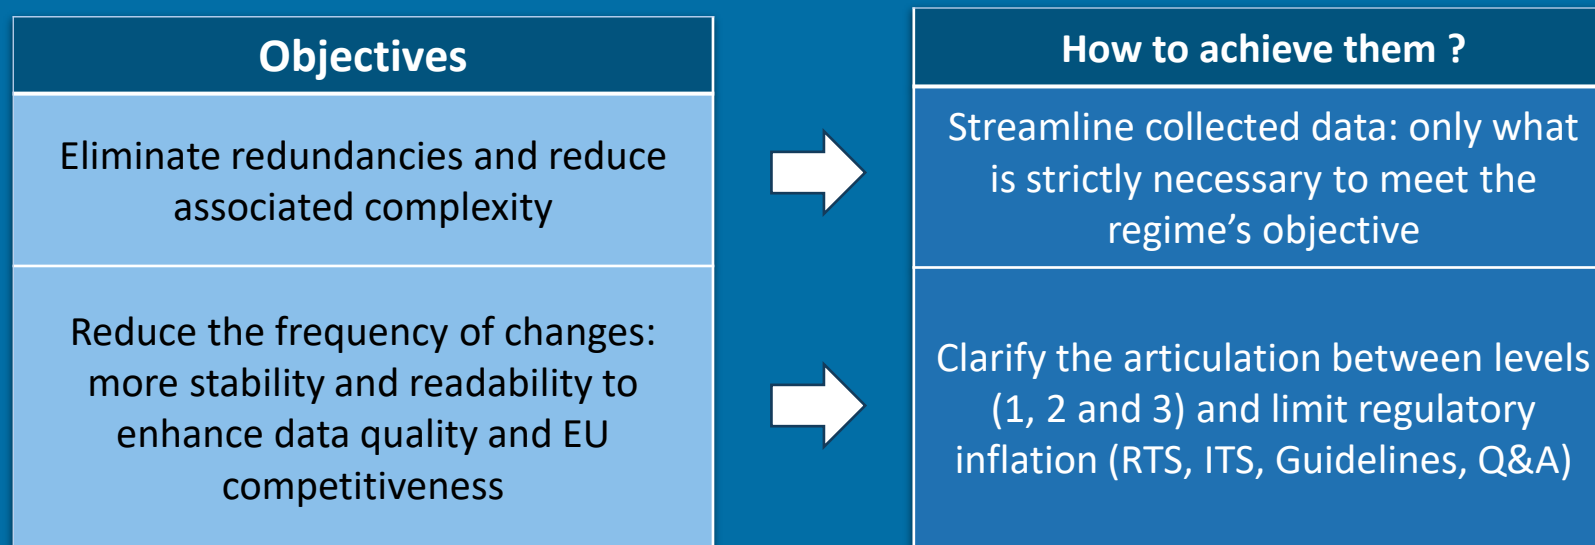 Objectives
Eliminate redundancies and reduce
associated complexity
Reduce the frequency of changes:
more stability and readability to
enhance data quality and EU
competitiveness
How to achieve them ?
Streamline collected data: only what
is strictly necessary to meet the
regime’s objective
Clarify the articulation between levels
(1, 2 and 3) and limit regulatory
inflation (RTS, ITS, Guidelines, Q&A)